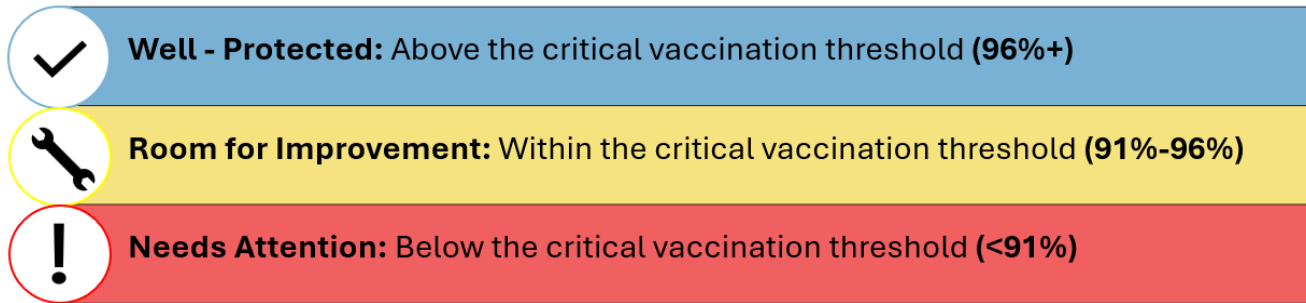 Well - Protected: Above the critical vaccination threshold (96%+)
Room for Improvement: Within the critical vaccination threshold (91%-96%)
Needs Attention: Below the critical vaccination threshold (<91%)